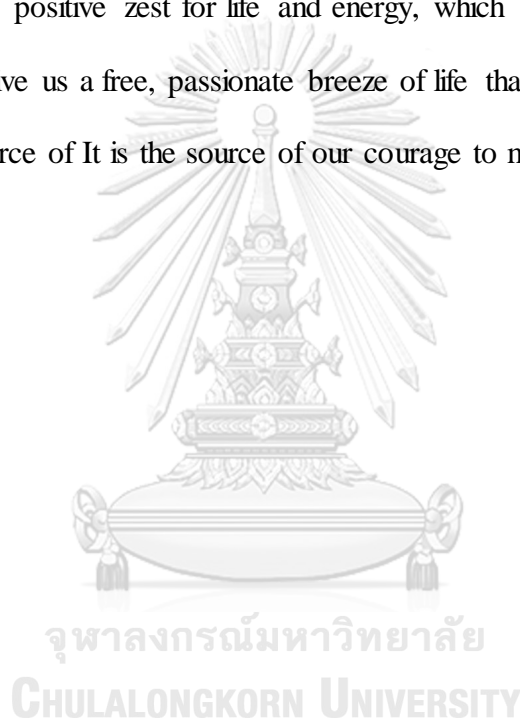 positive zest for life and energy, which
ive us a free, passionate breeze of life tha
rce of It is the source of our courage to n
จุฬาลงกรณ์มหาวิทยาลัย
CHULALONGKORN UNIVERSITY